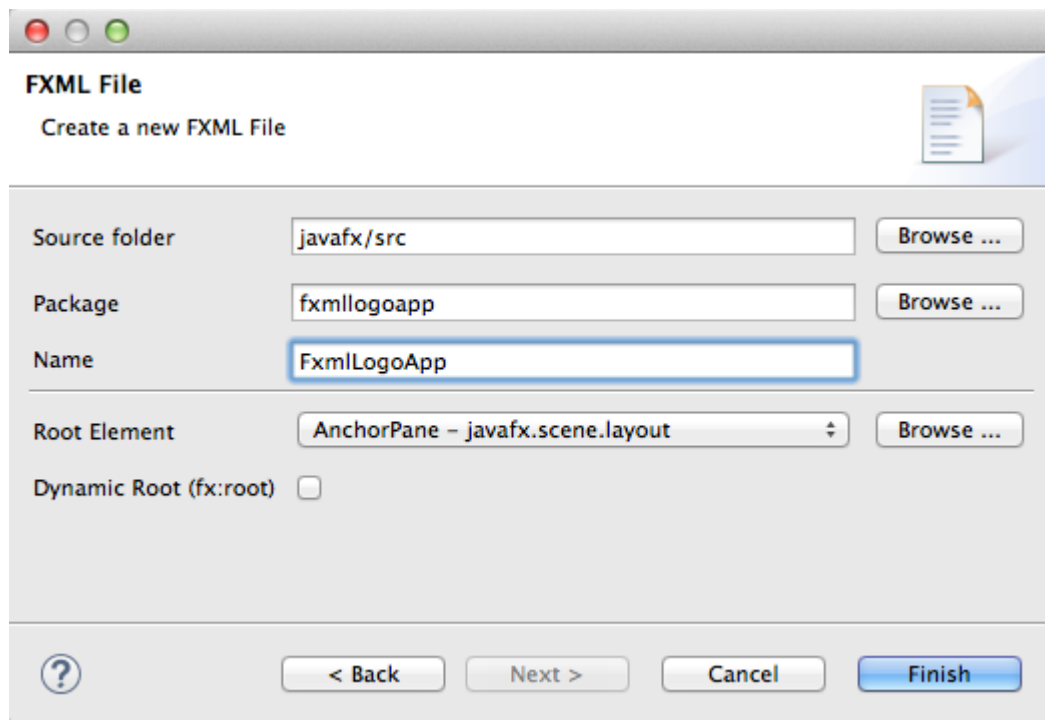 FXML File
Create a new FXML File
Source folder javafx/src Browse ...
Package fxmllogoapp Browse ...
Name FxmlLogoApp
Root Element AnchorPane – javafx.scene.layout Browse ...
Dynamic Root (fx:root)
? < Back Next > Cancel Finish